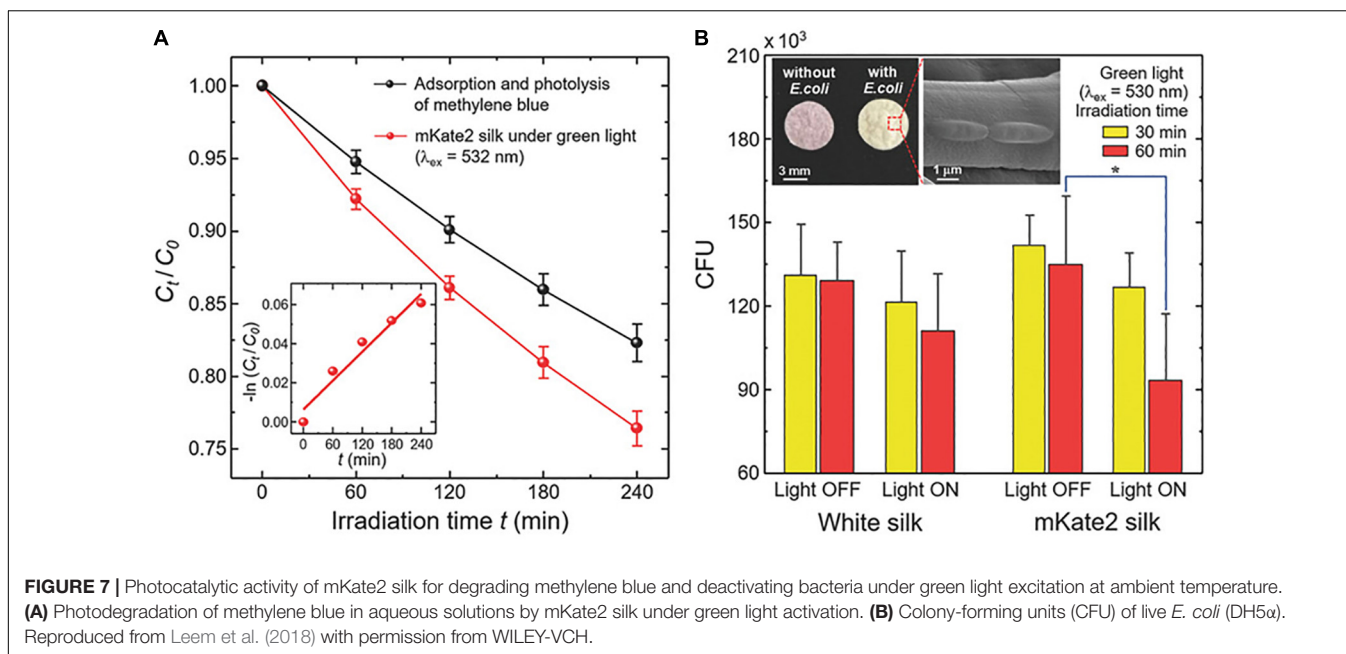 A
1.00
0.95
0.90
0.85
0.80
0.75
Ct / C0
Adsorption and photolysis
of methylene blue
mKate2 silk under green light
(λex = 532 nm)
0.06
0.04
0.02
0.00
-ln (Ct / C0)
0 60 120 180 240
t (min)
0 60 120 180 240
Irradiation time t (min)
B
x 10³
210
180
150
120
90
60
CFU
without
E.coli
with
E.coli
3 mm
1 μm
Green light
(λex = 530 nm)
Irradiation time
30 min
60 min
*
Light OFF Light ON Light OFF Light ON
White silk mKate2 silk
FIGURE 7 | Photocatalytic activity of mKate2 silk for degrading methylene blue and deactivating bacteria under green light excitation at ambient temperature.
(A) Photodegradation of methylene blue in aqueous solutions by mKate2 silk under green light activation. (B) Colony-forming units (CFU) of live E. coli (DH5α).
Reproduced from Leem et al. (2018) with permission from WILEY-VCH.